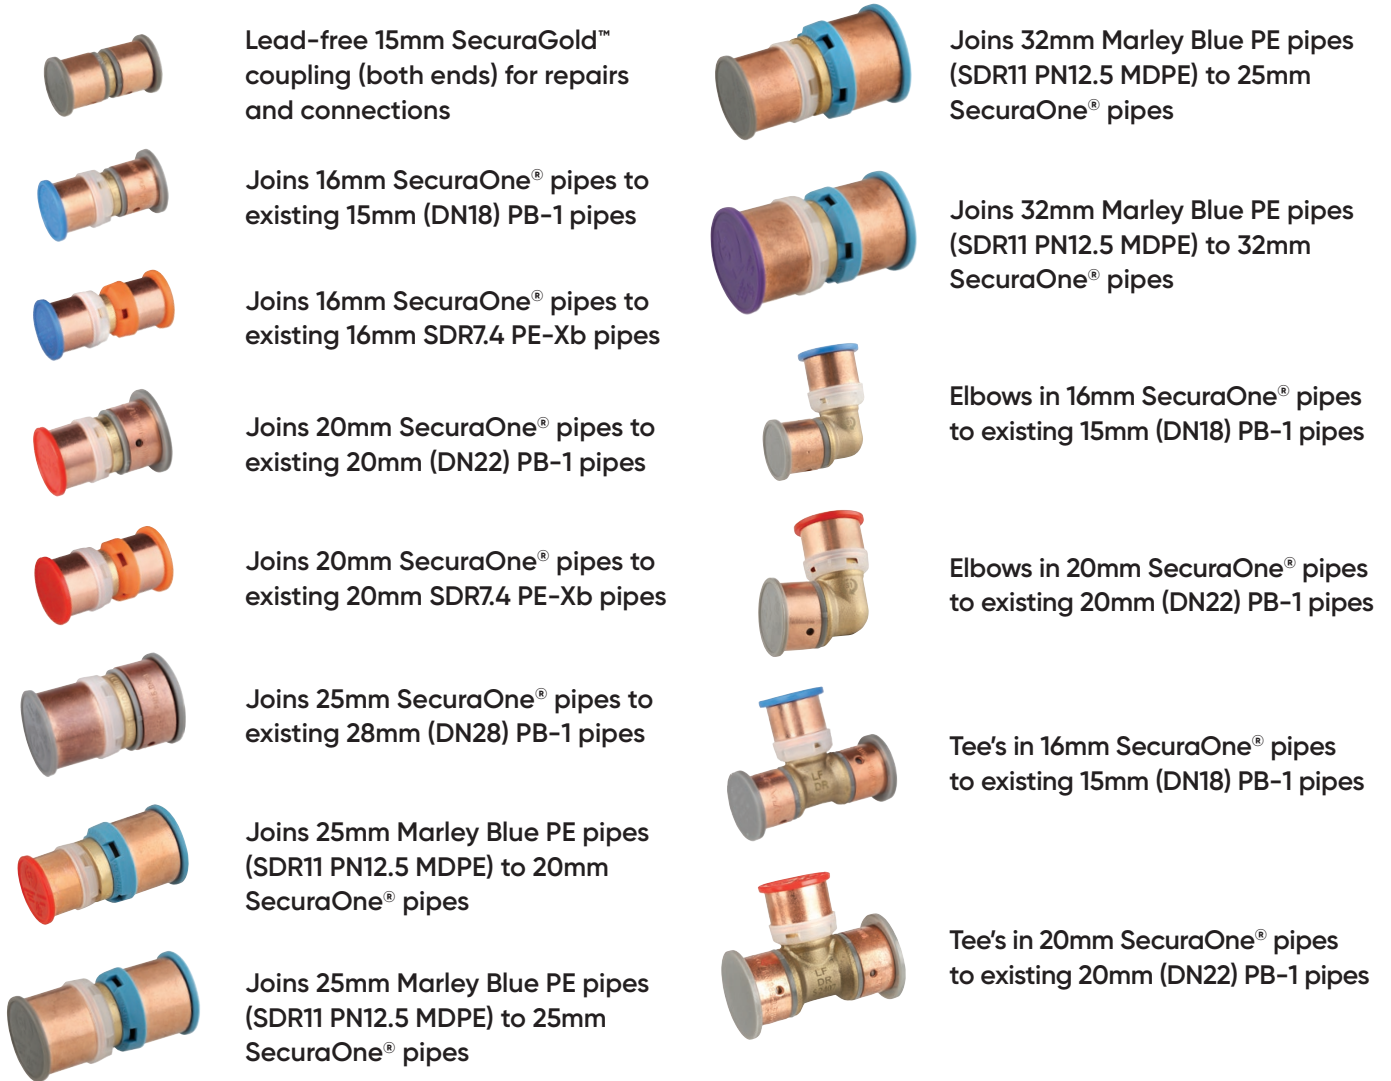 Lead-free 15mm SecuraGold™
coupling (both ends) for repairs
and connections
Joins 16mm SecuraOne® pipes to
existing 15mm (DN18) PB-1 pipes
Joins 16mm SecuraOne® pipes to
existing 16mm SDR7.4 PE-Xb pipes
Joins 20mm SecuraOne® pipes to
existing 20mm (DN22) PB-1 pipes
Joins 20mm SecuraOne® pipes to
existing 20mm SDR7.4 PE-Xb pipes
Joins 25mm SecuraOne® pipes to
existing 28mm (DN28) PB-1 pipes
Joins 25mm Marley Blue PE pipes
(SDR11 PN12.5 MDPE) to 20mm
SecuraOne® pipes
Joins 25mm Marley Blue PE pipes
(SDR11 PN12.5 MDPE) to 25mm
SecuraOne® pipes
Joins 32mm Marley Blue PE pipes
(SDR11 PN12.5 MDPE) to 25mm
SecuraOne® pipes
Joins 32mm Marley Blue PE pipes
(SDR11 PN12.5 MDPE) to 32mm
SecuraOne® pipes
Elbows in 16mm SecuraOne® pipes
to existing 15mm (DN18) PB-1 pipes
Elbows in 20mm SecuraOne® pipes
to existing 20mm (DN22) PB-1 pipes
LF
DR
Tee's in 16mm SecuraOne® pipes
to existing 15mm (DN18) PB-1 pipes
LF
DR
Tee's in 20mm SecuraOne® pipes
to existing 20mm (DN22) PB-1 pipes